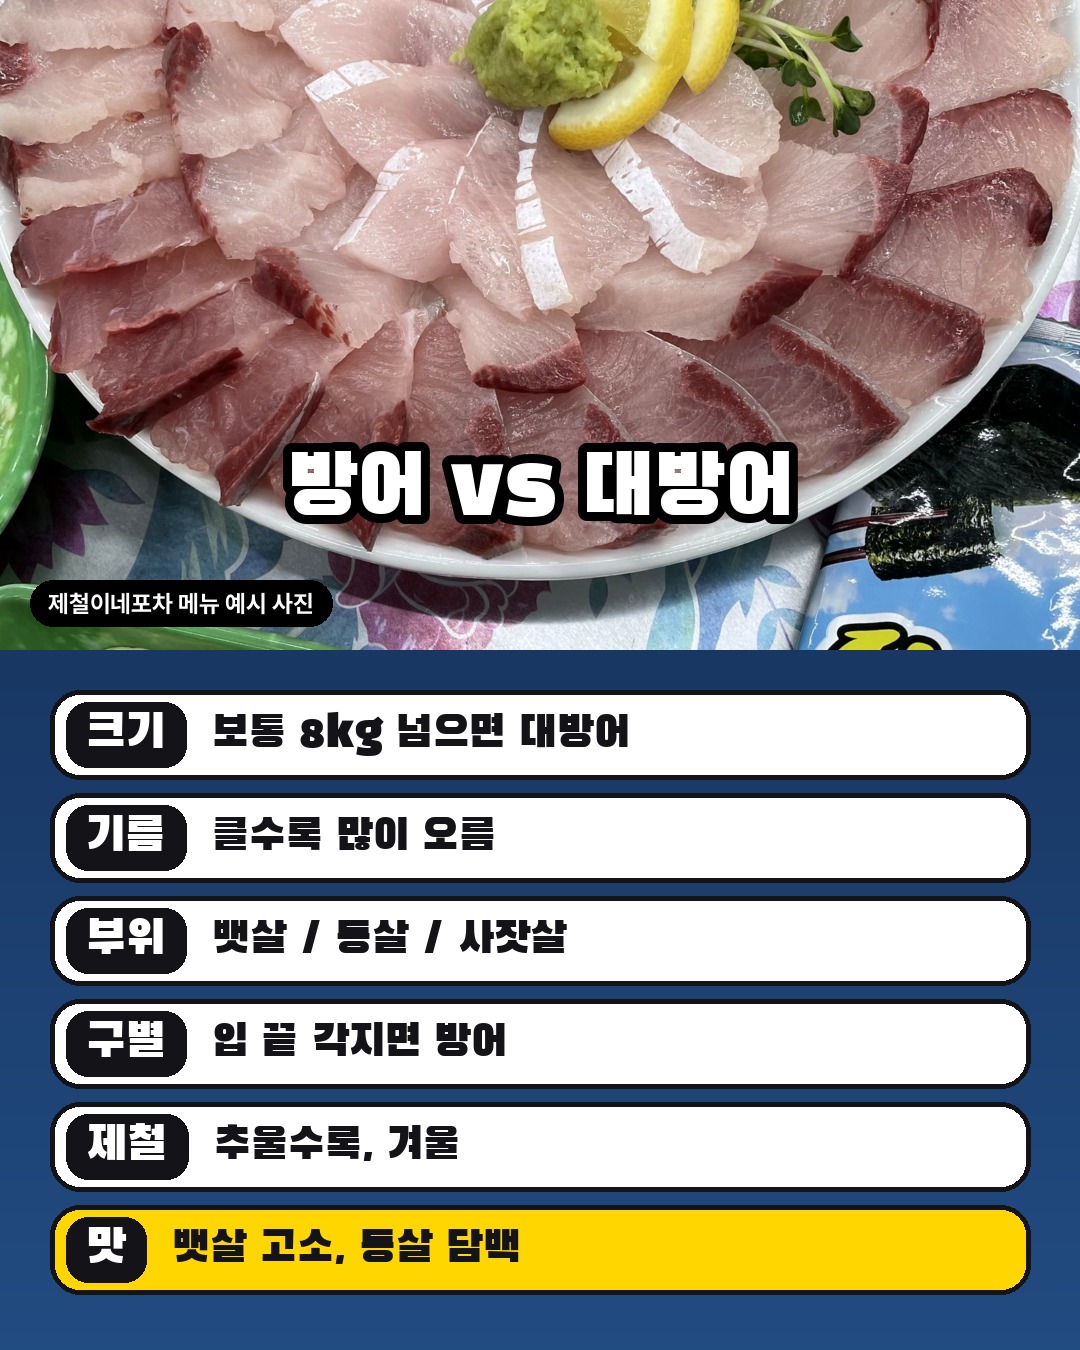 방어 vs 대방어
제철이네포차 메뉴 예시 사진
크기 보통 8kg 넘으면 대방어
기름 클수록 많이 오름
부위 뱃살 / 등살 / 사잣살
구별 입 끝 각지면 방어
제철 추울수록, 겨울
맛 뱃살 고소, 등살 담백